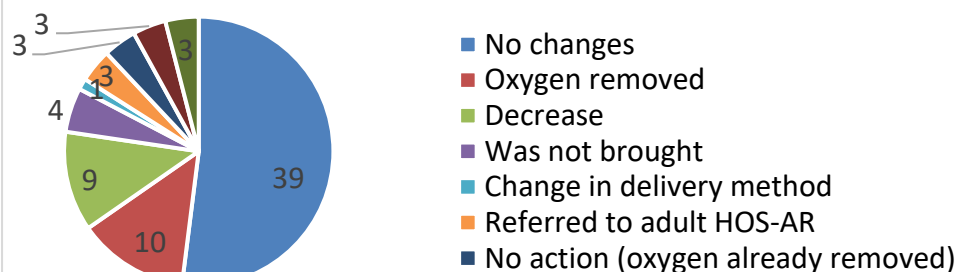 3
3
3
3
1
4
9
10
39
No changes
Oxygen removed
Decrease
Was not brought
Change in delivery method
Referred to adult HOS-AR
No action (oxygen already removed)